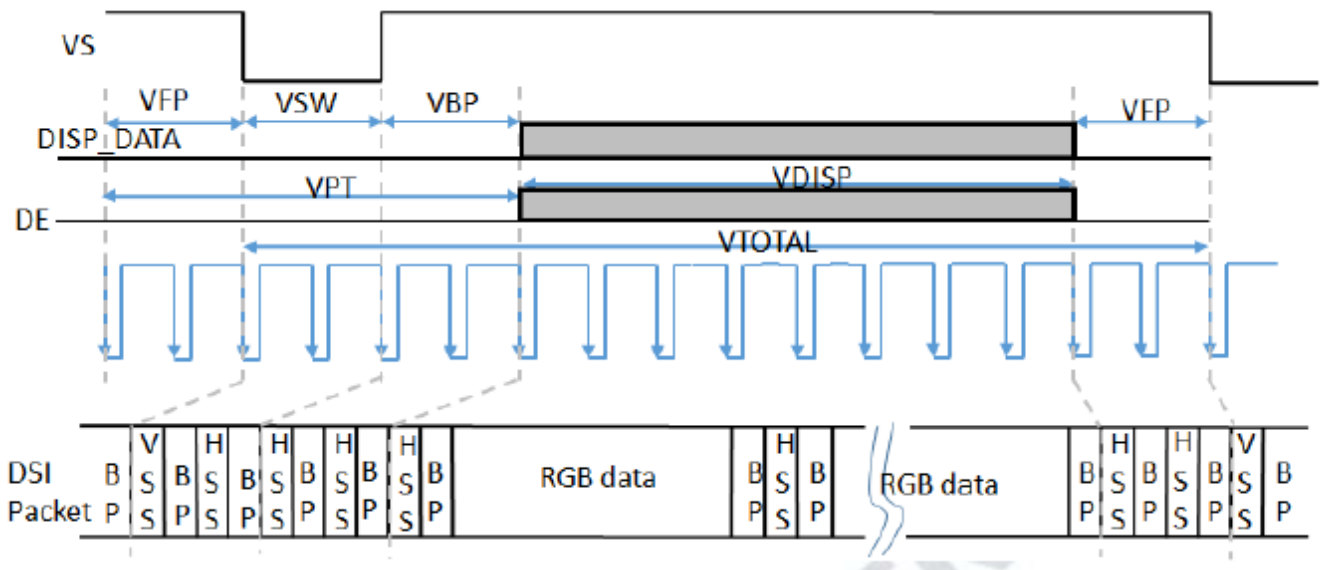 VS
VFP VSW VBP VFP
DISP_DATA
VPT VDISP
DE
VTOTAL
DSI Packet
BP VSS BP HSS BP HSS BP HSS BP HSS BP RGB data BP HSS BP RGB data BP HSS BP HSS BP VSS BP